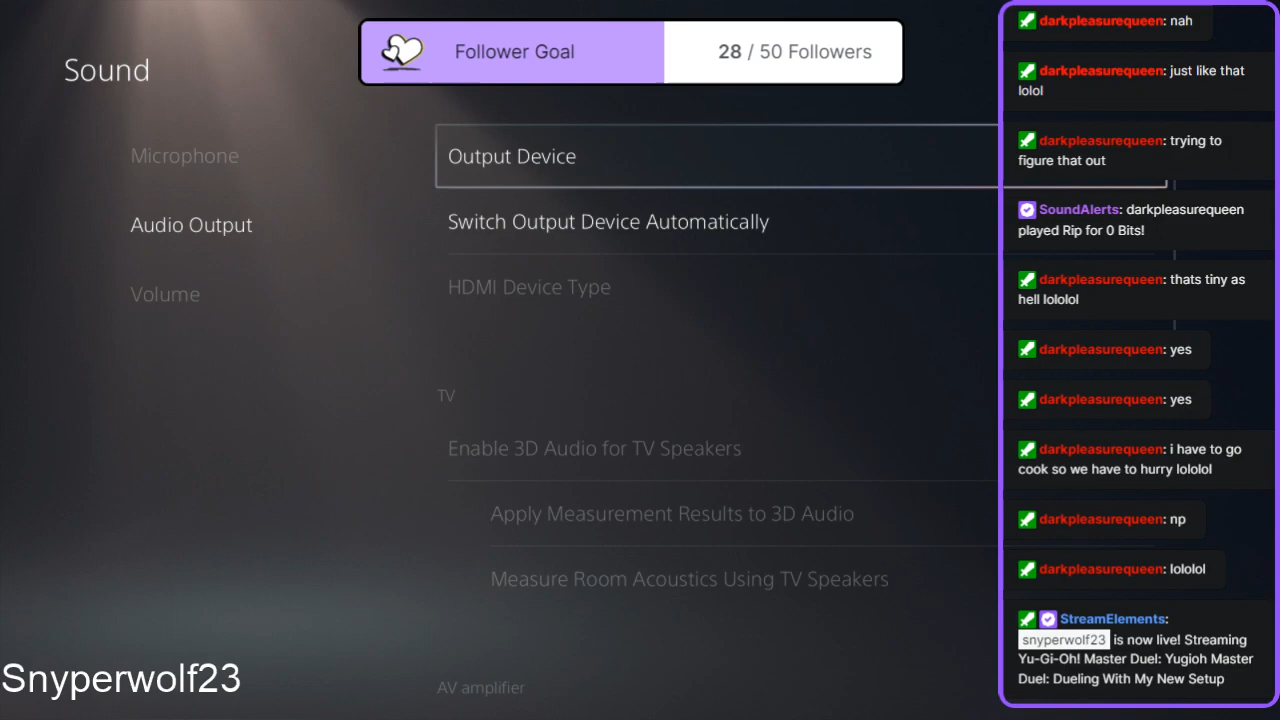 Sound
Follower Goal
28 / 50 Followers
Microphone
Audio Output
Volume
Output Device
Switch Output Device Automatically
HDMI Device Type
TV
Enable 3D Audio for TV Speakers
Apply Measurement Results to 3D Audio
Measure Room Acoustics Using TV Speakers
AV amplifier
Snyperwolf23
darkpleasurequeen: nah
darkpleasurequeen: just like that
lolol
darkpleasurequeen: trying to
figure that out
SoundAlerts: darkpleasurequeen
played Rip for 0 Bits!
darkpleasurequeen: thats tiny as
hell lololol
darkpleasurequeen: yes
darkpleasurequeen: yes
darkpleasurequeen: i have to go
cook so we have to hurry lololol
darkpleasurequeen: np
darkpleasurequeen: lololol
StreamElements:
snyperwolf23 is now live! Streaming
Yu-Gi-Oh! Master Duel: Yugioh Master
Duel: Dueling With My New Setup